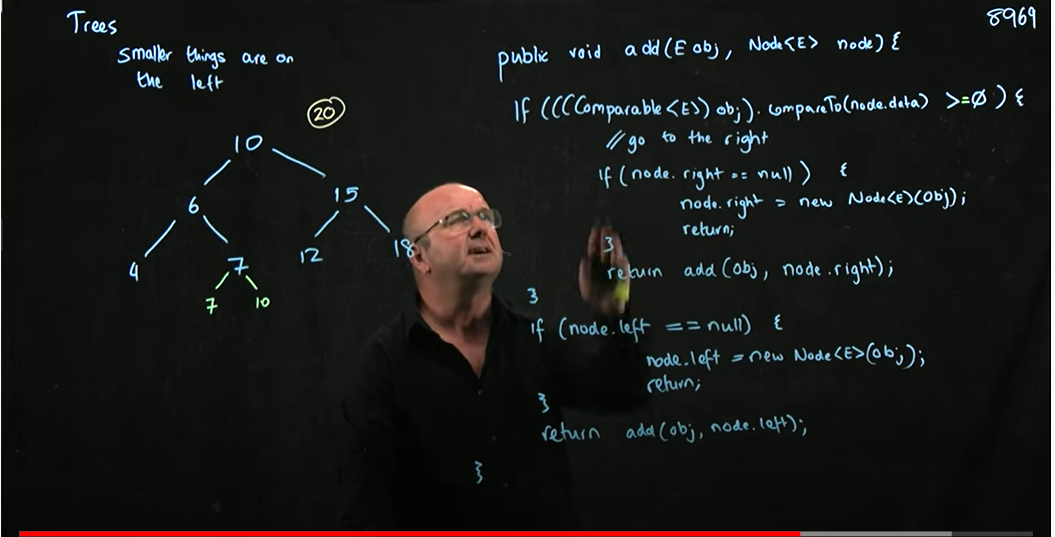 Trees
smaller things are on
the left
20
10
6
15
4
7
12
18
7
10
8969
public void add(E obj, Node<E> node) {
If (((Comparable<E>) obj). compareTo(node.data) >=Ø ) {
//go to the right
if (node. right == null) {
node.right = new Node<E>(Obj);
return;
}
return add (obj, node.right);
}
if (node.left == null) {
node.left = new Node<E>(obj);
return;
}
return add(obj, node.left);
}